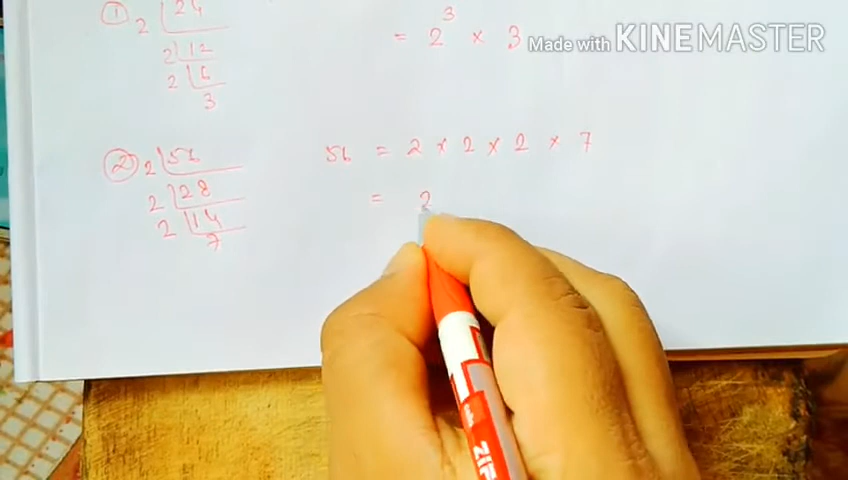 ① 2 24
2 12
2 6
3
= 2³ × 3
Made with KINEMASTER
② 2 56
2 28
2 14
7
56 = 2 × 2 × 2 × 7
= 2
ZIP